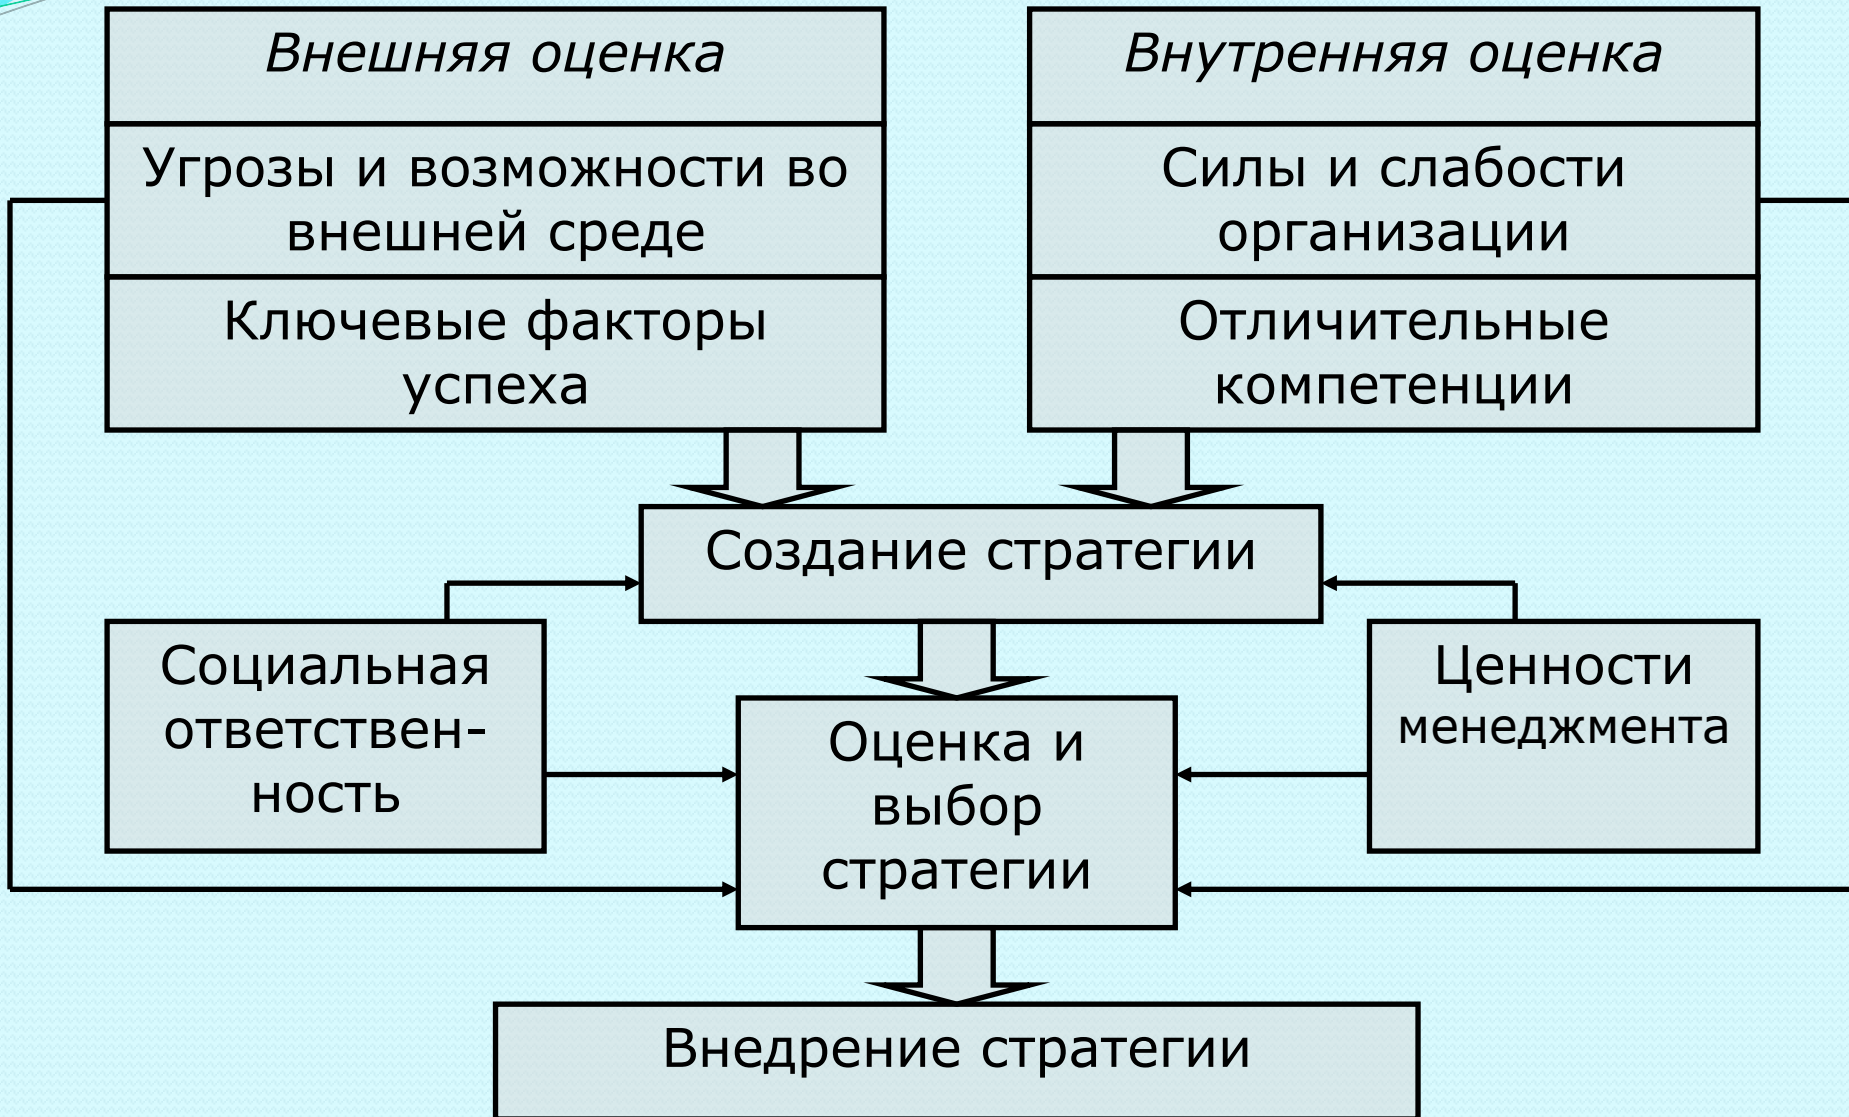 Внешняя оценка
Угрозы и возможности во
внешней среде
Ключевые факторы
успеха
Внутренняя оценка
Силы и слабости
организации
Отличительные
компетенции
Создание стратегии
Социальная
ответствен-
ность
Оценка и
выбор
стратегии
Ценности
менеджмента
Внедрение стратегии